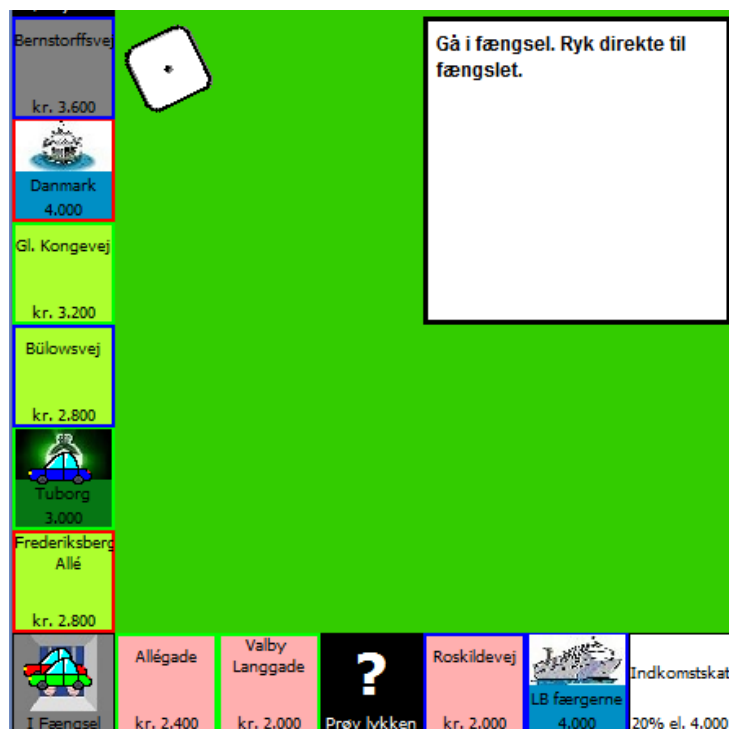 Bernstorffsvej
kr. 3.600
Danmark
4.000
Gl. Kongevej
kr. 3.200
Bülowsvej
kr. 2.800
Tuborg
3.000
Frederiksberg
Allé
kr. 2.800
I Fængsel
Gå i fængsel. Ryk direkte til
fængslet.
Allégade
kr. 2.400
Valby
Langgade
kr. 2.000
?
Prøv lykken
Roskildevej
kr. 2.000
LB færgerne
4.000
Indkomstskat
20% el. 4.000